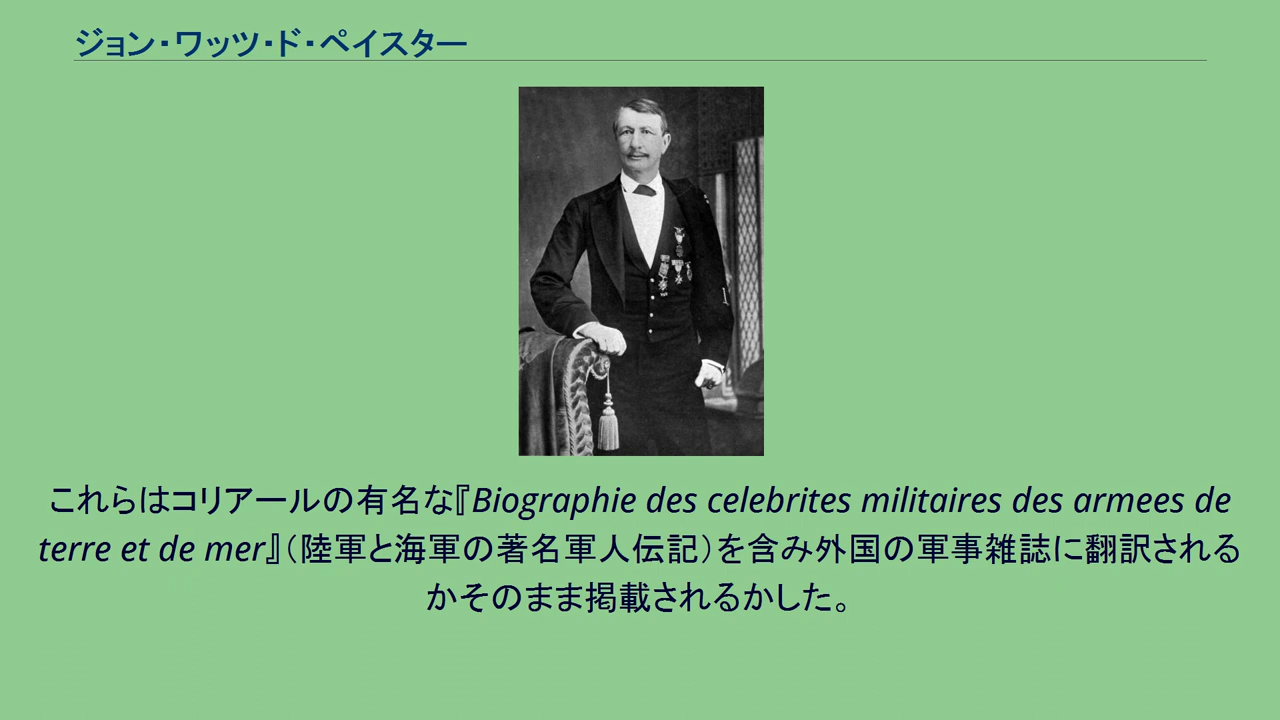 ジョン・ワッツ・ド・ペイスター
これらはコリアールの有名な『Biographie des celebrites militaires des armees de
terre et de mer』（陸軍と海軍の著名軍人伝記）を含み外国の軍事雑誌に翻訳される
かそのまま掲載されるかした。